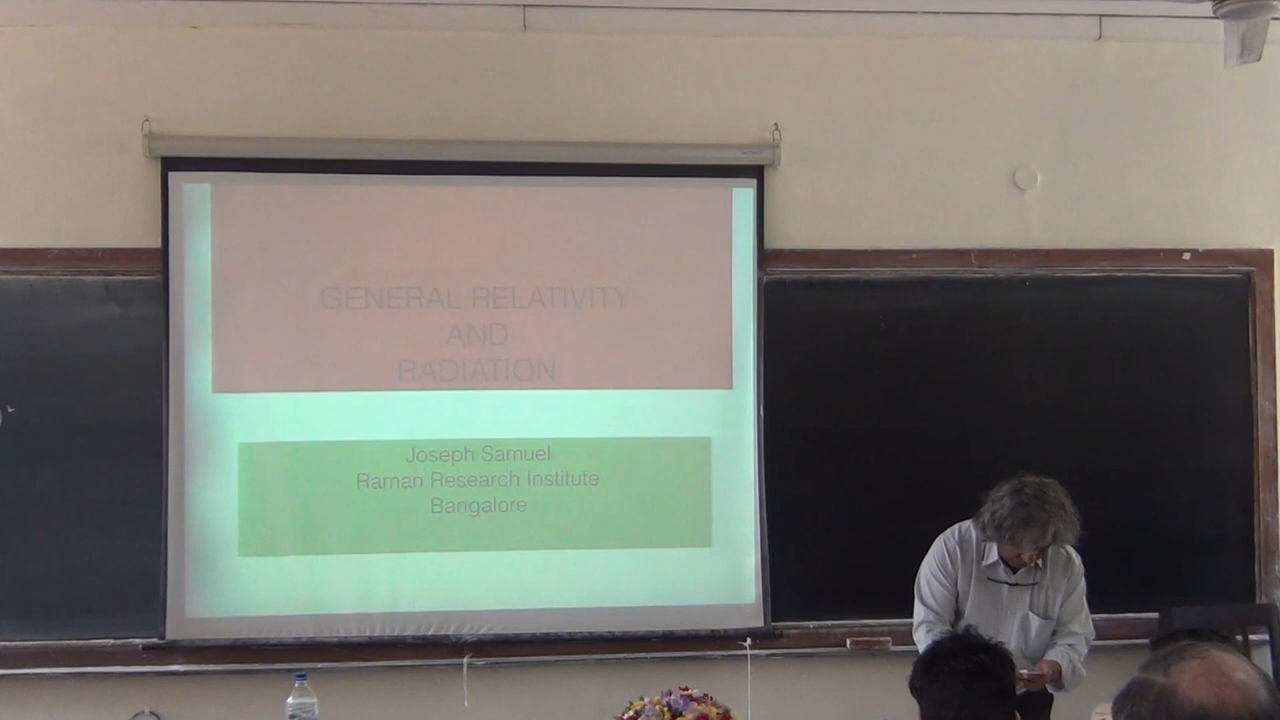 GENERAL RELATIVITY
AND
RADIATION
Joseph Samuel
Raman Research Institute
Bangalore